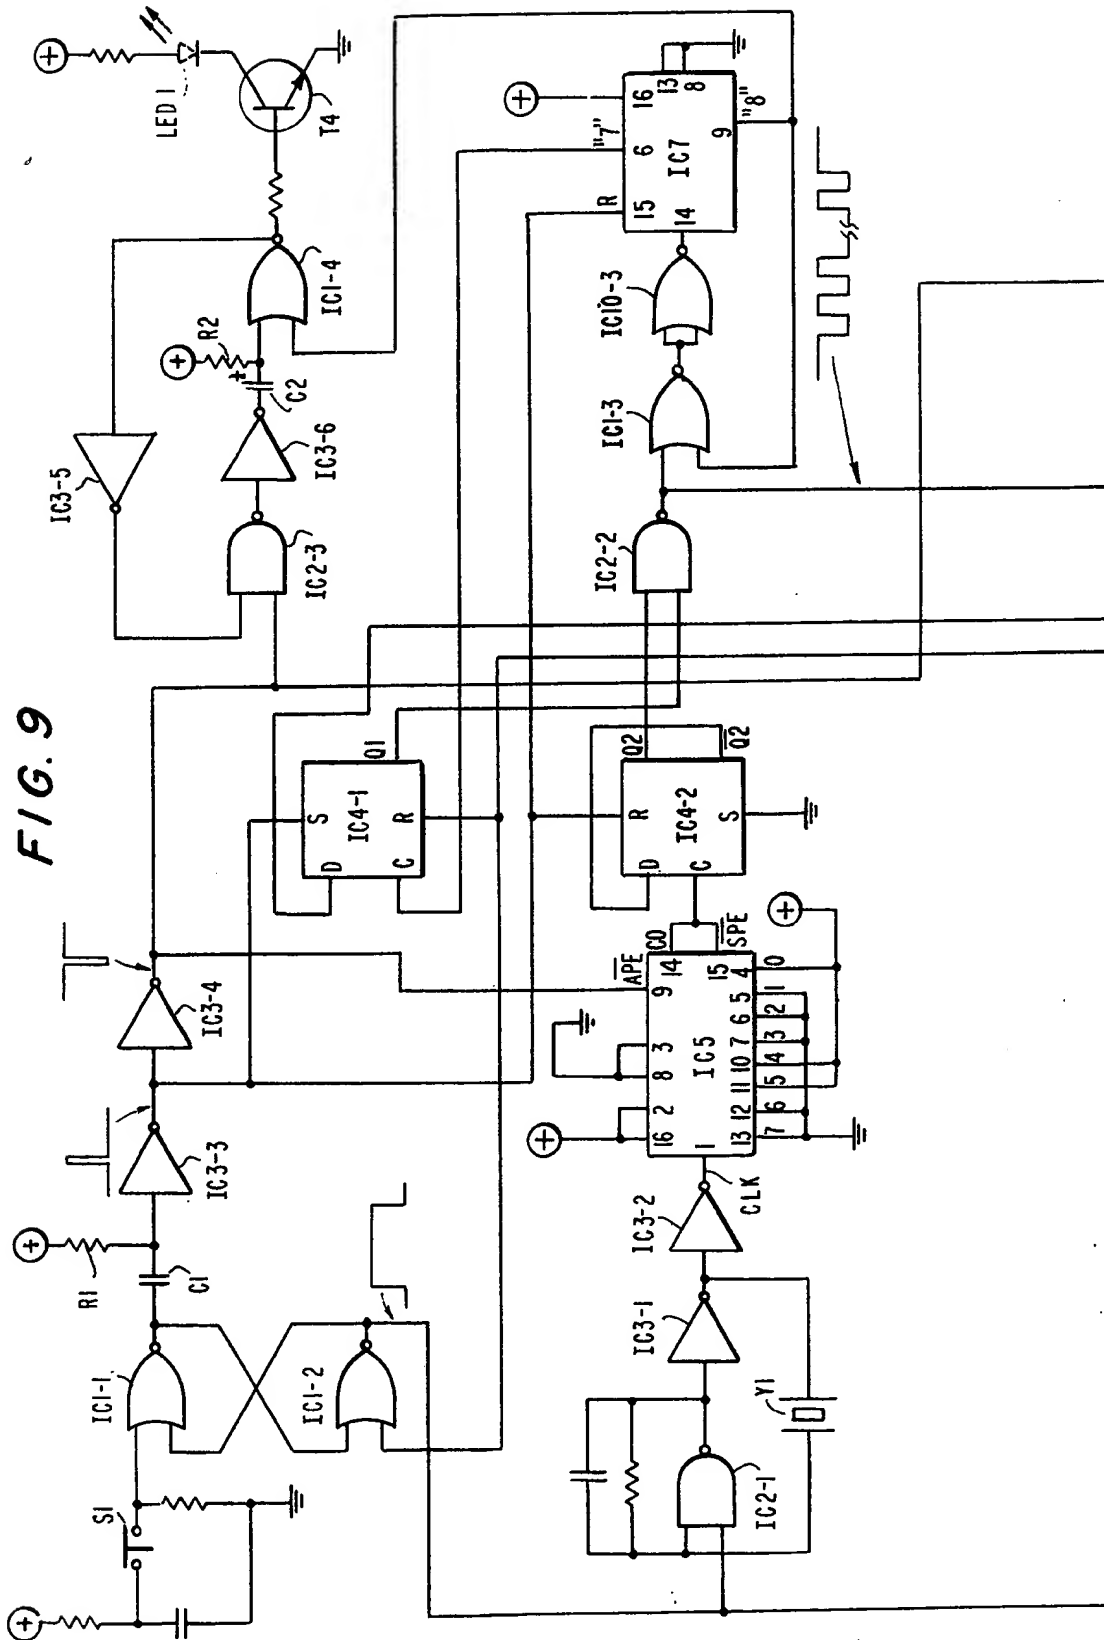 FIG. 9
LED 1
T4
IC3-5
IC3-6
R2
+
C2
IC1-4
IC2-3
"7"
"8"
R
16
13
8
6
15
14
9
IC7
IC10-3
IC1-3
IC2-2
S
D
C
R
Q1
IC4-1
R
D
C
S
Q2
Q2
IC4-2
IC3-4
IC3-3
R1
C1
S1
IC1-1
IC1-2
APE
CO
SPE
9
14
15
3
8
2
16
1
IC5
4
5
6
7
10
11
12
13
0
1
2
3
4
5
6
7
CLK
IC3-2
IC3-1
Y1
IC2-1